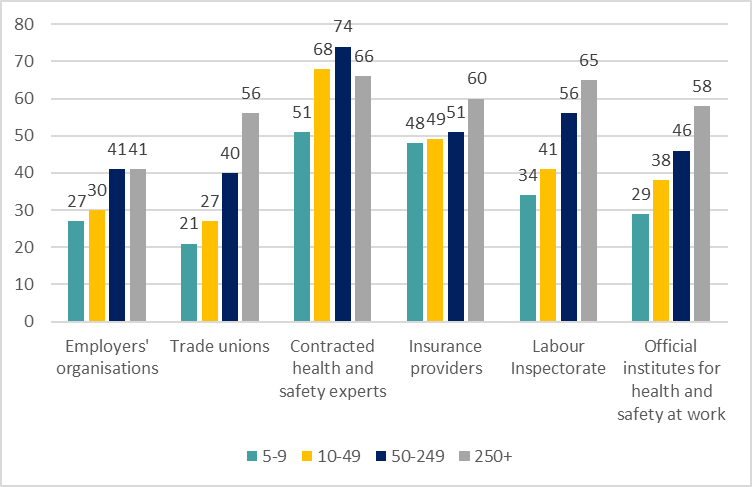 80
70
60
50
40
30
20
10
0
27
30
41
41
21
27
40
56
51
68
74
66
48
49
51
60
34
41
56
65
29
38
46
58
Employers'
organisations
Trade unions
Contracted
health and
safety experts
Insurance
providers
Labour
Inspectorate
Official
institutes for
health and
safety at work
5-9 10-49 50-249 250+